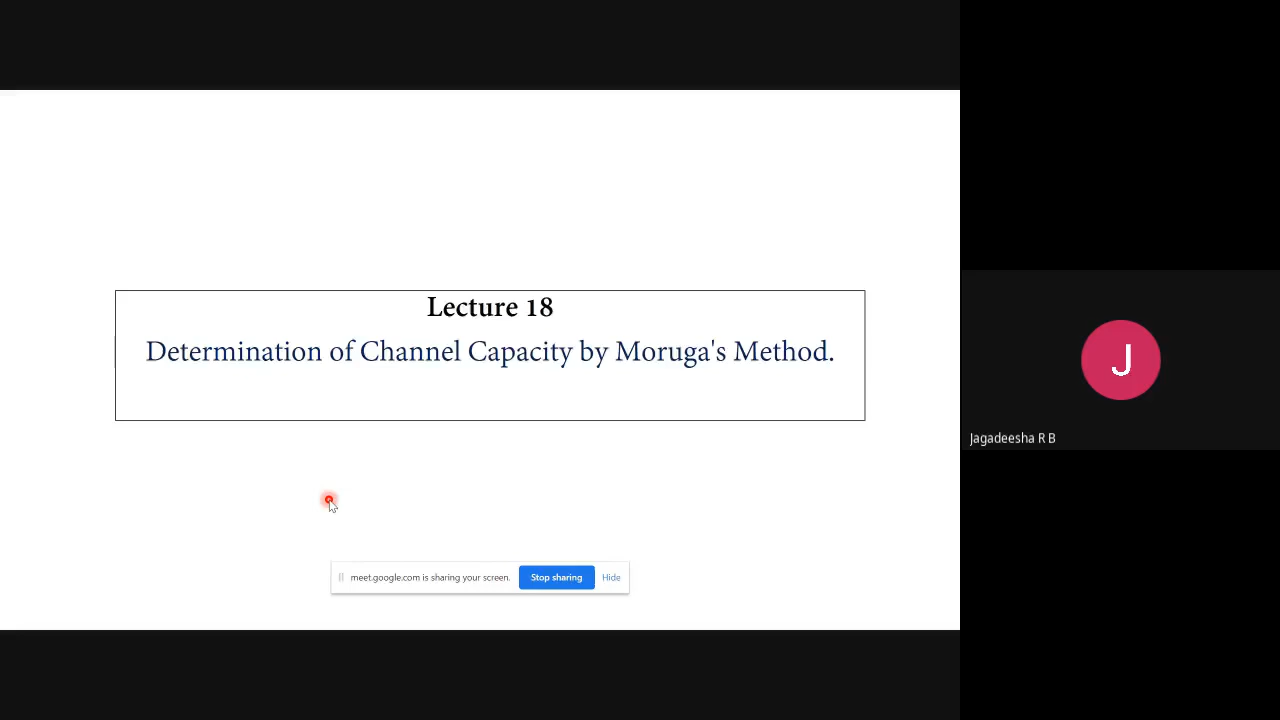 Lecture 18
Determination of Channel Capacity by Moruga's Method.
meet.google.com is sharing your screen.
Stop sharing
Hide
J
Jagadeesha R B